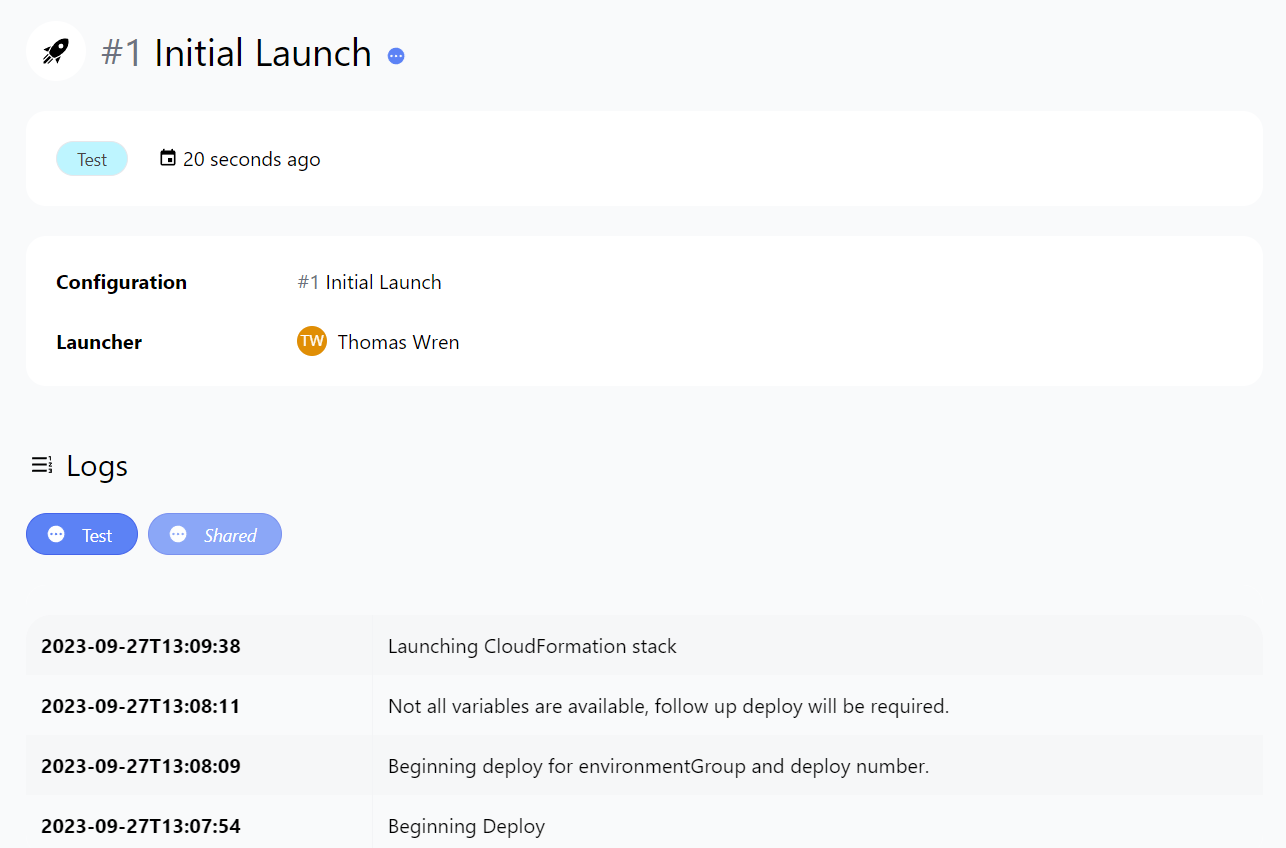 #1 Initial Launch
Test 20 seconds ago
Configuration #1 Initial Launch
Launcher TW Thomas Wren
Logs
Test Shared
2023-09-27T13:09:38 Launching CloudFormation stack
2023-09-27T13:08:11 Not all variables are available, follow up deploy will be required.
2023-09-27T13:08:09 Beginning deploy for environmentGroup and deploy number.
2023-09-27T13:07:54 Beginning Deploy